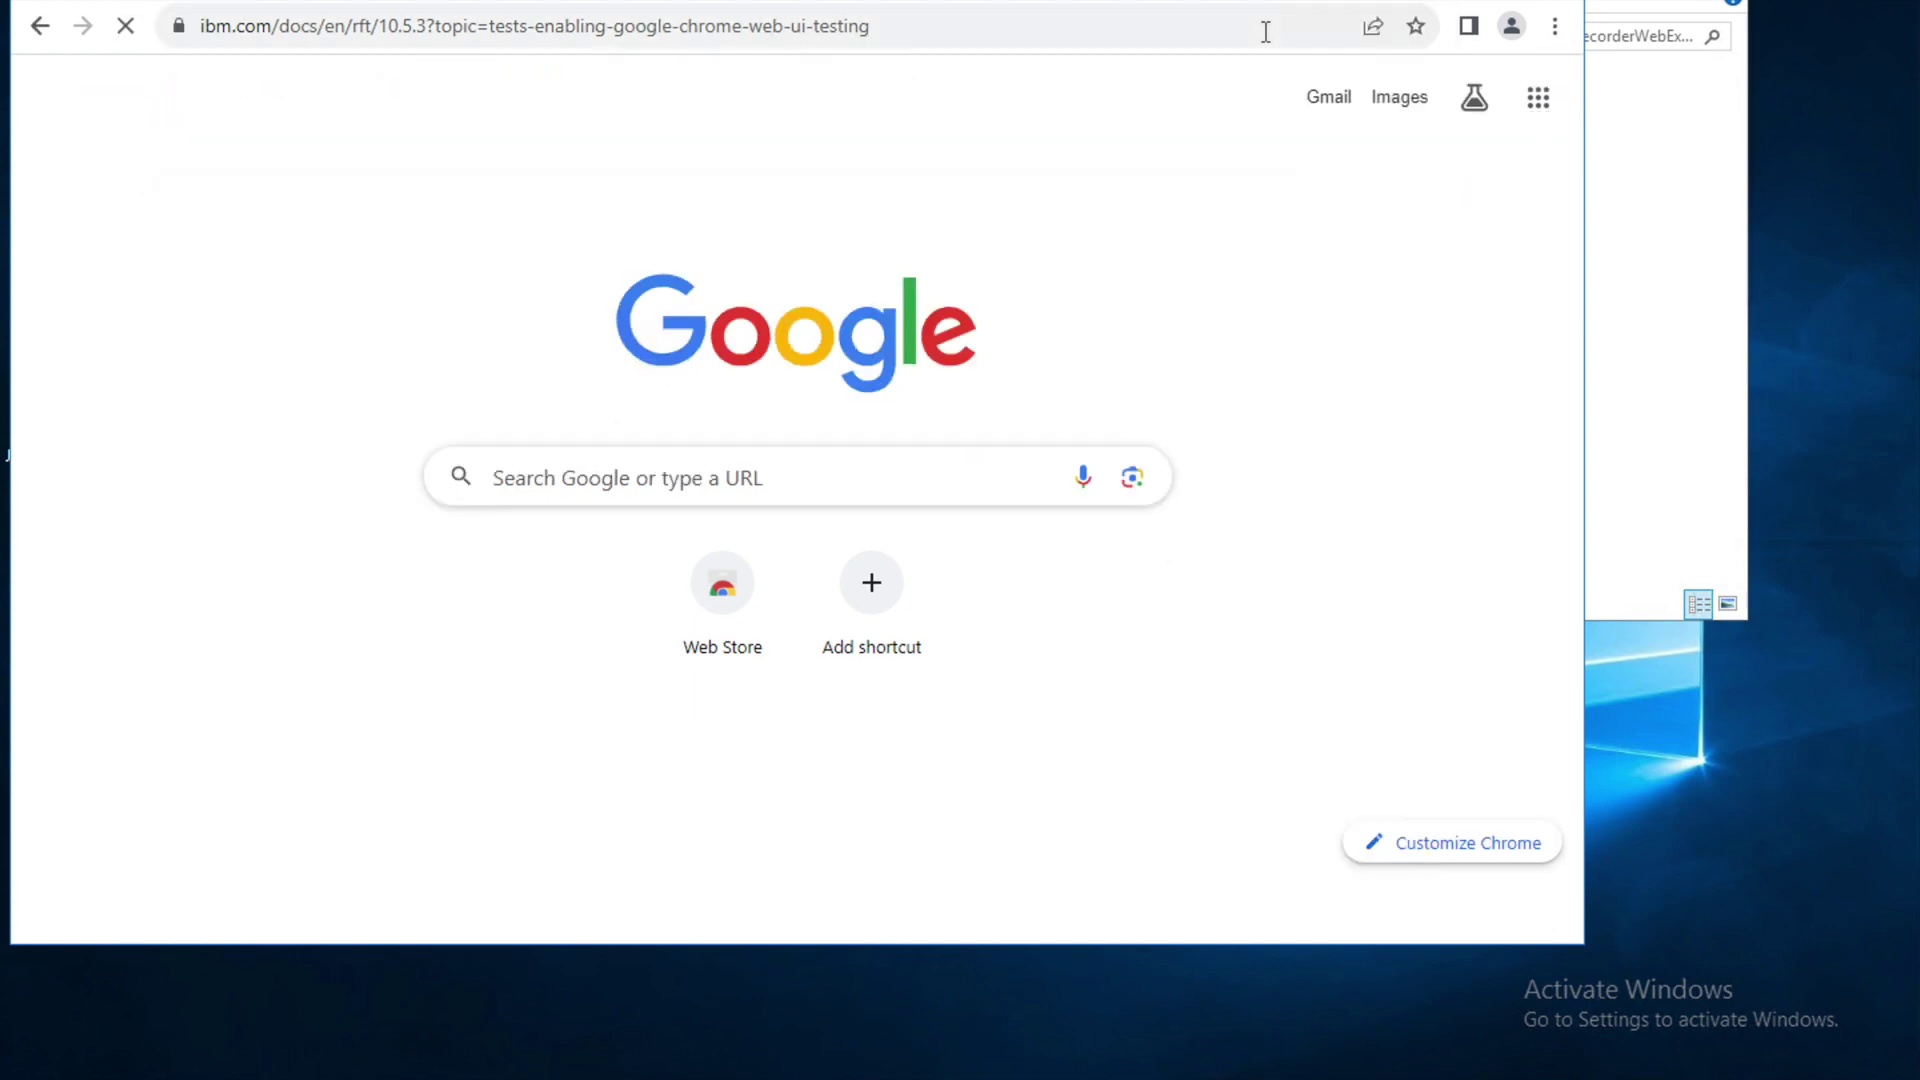 ibm.com/docs/en/rft/10.5.3?topic=tests-enabling-google-chrome-web-ui-testing
ecorderWebEx...
Gmail Images
Google
Search Google or type a URL
Web Store Add shortcut
Customize Chrome
Activate Windows
Go to Settings to activate Windows.